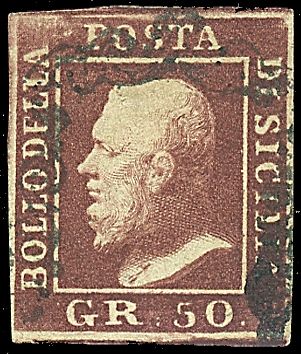 BOLLO DELLA
POSTA
DI SICILIA
GR. 50.